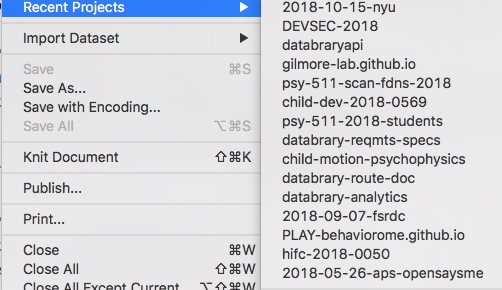 Recent Projects ▶
Import Dataset ▶
Save ⌘S
Save As...
Save with Encoding...
Save All ⌥⌘S
Knit Document ⇧⌘K
Publish...
Print...
Close ⌘W
Close All ⇧⌘W
Close All Except Current ⌥⇧⌘W
2018-10-15-nyu
DEVSEC-2018
databraryapi
gilmore-lab.github.io
psy-511-scan-fdns-2018
child-dev-2018-0569
psy-511-2018-students
databrary-reqmts-specs
child-motion-psychophysics
databrary-route-doc
databrary-analytics
2018-09-07-fsrdc
PLAY-behaviorome.github.io
hifc-2018-0050
2018-05-26-aps-opensaysme